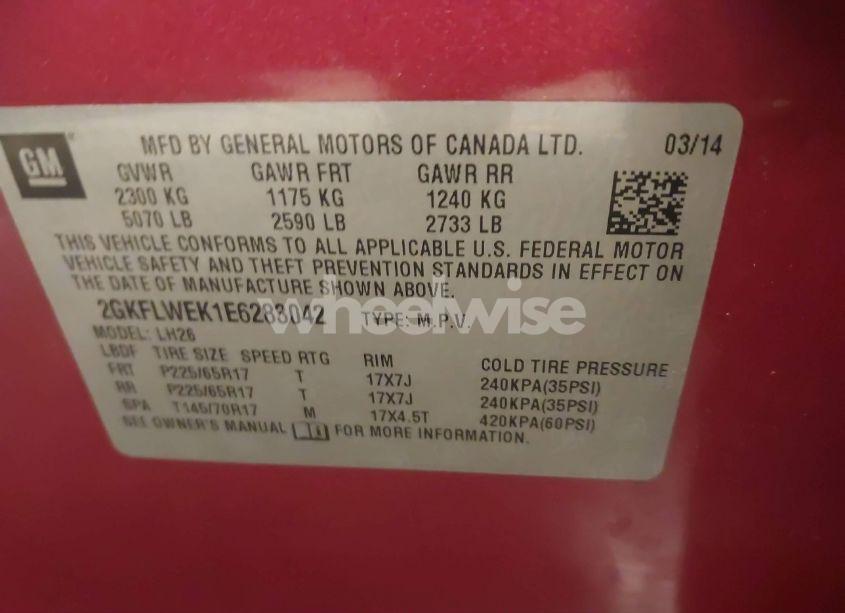 GM
MFD BY GENERAL MOTORS OF CANADA LTD. 03/14
GVWR GAWR FRT GAWR RR
2300 KG 1175 KG 1240 KG
5070 LB 2590 LB 2733 LB
THIS VEHICLE CONFORMS TO ALL APPLICABLE U.S. FEDERAL MOTOR
VEHICLE SAFETY AND THEFT PREVENTION STANDARDS IN EFFECT ON
THE DATE OF MANUFACTURE SHOWN ABOVE.
2GKFLWEK1E6283042 TYPE: M.P.V.
MODEL: LH26
LBDF TIRE SIZE SPEED RTG RIM COLD TIRE PRESSURE
FRT P225/65R17 T 17X7J 240KPA(35PSI)
RR P225/65R17 T 17X7J 240KPA(35PSI)
SPA T145/70R17 M 17X4.5T 420KPA(60PSI)
SEE OWNER'S MANUAL FOR MORE INFORMATION.
wheelwise